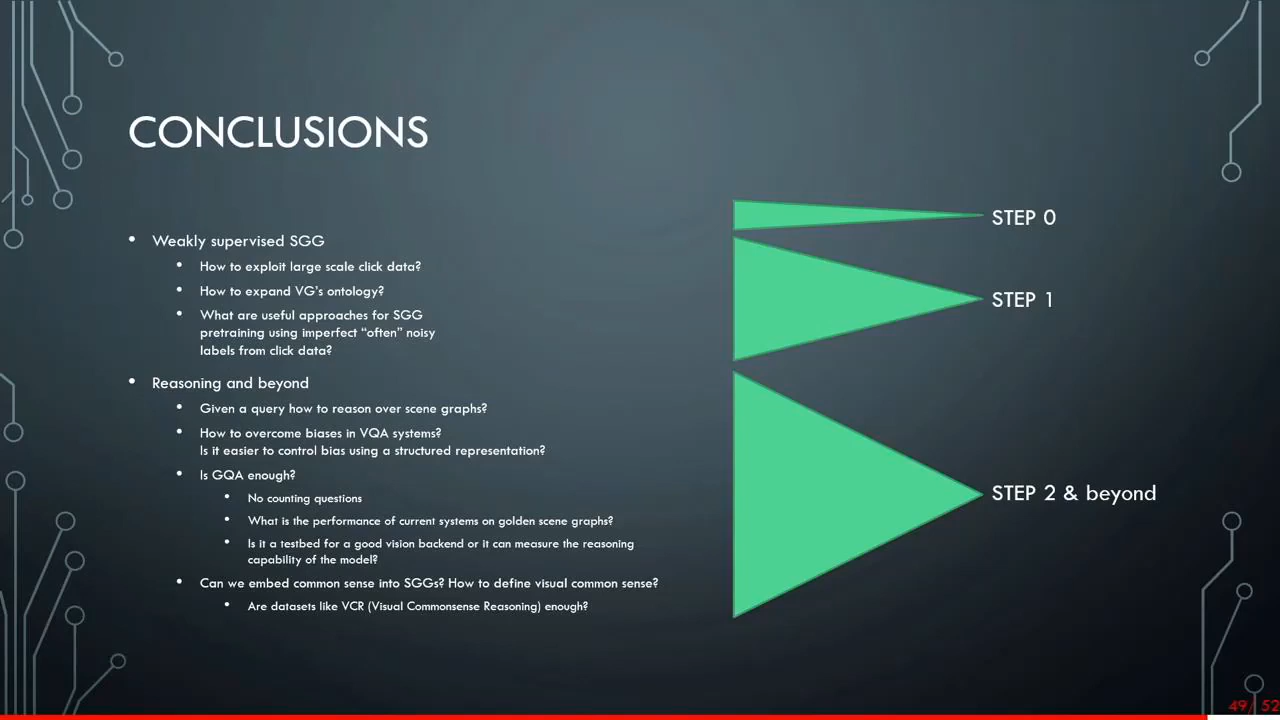 CONCLUSIONS
• Weakly supervised SGG
• How to exploit large scale click data?
• How to expand VG's ontology?
• What are useful approaches for SGG
pretraining using imperfect “often” noisy
labels from click data?
• Reasoning and beyond
• Given a query how to reason over scene graphs?
• How to overcome biases in VQA systems?
Is it easier to control bias using a structured representation?
• Is GQA enough?
• No counting questions
• What is the performance of current systems on golden scene graphs?
• Is it a testbed for a good vision backend or it can measure the reasoning
capability of the model?
• Can we embed common sense into SGGs? How to define visual common sense?
• Are datasets like VCR (Visual Commonsense Reasoning) enough?
STEP 0
STEP 1
STEP 2 & beyond
49/ 52